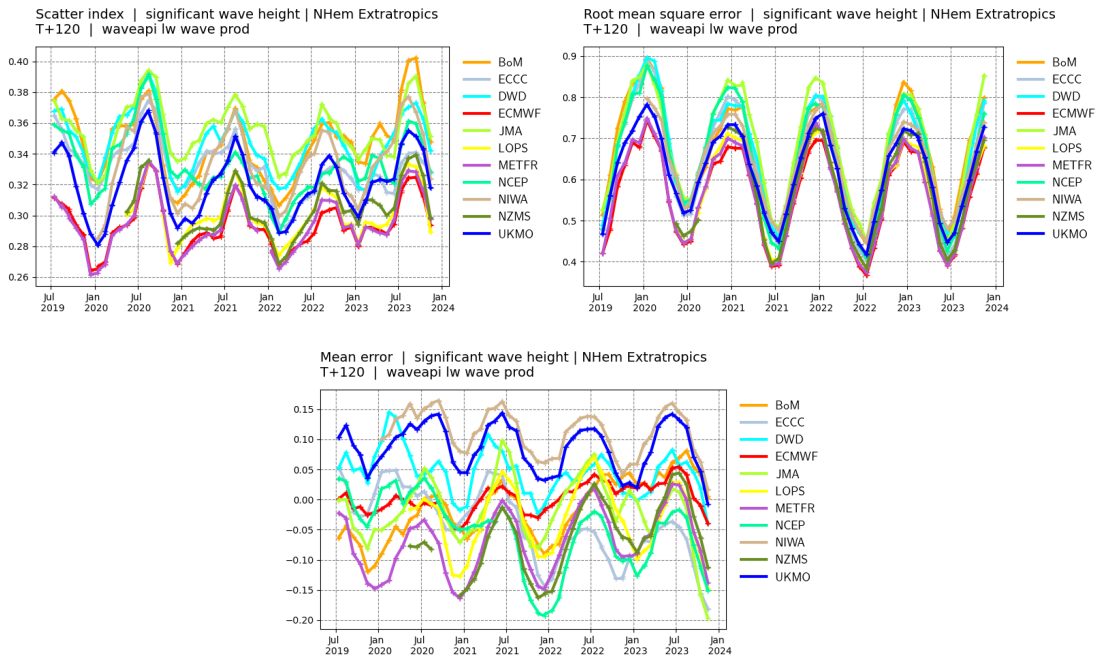 Scatter index | significant wave height | NHem Extratropics
T+120 | waveapi lw wave prod
0.40
0.38
0.36
0.34
0.32
0.30
0.28
0.26
Jul
2019
Jan
2020
Jul
2020
Jan
2021
Jul
2021
Jan
2022
Jul
2022
Jan
2023
Jul
2023
Jan
2024
BoM
ECCC
DWD
ECMWF
JMA
LOPS
METFR
NCEP
NIWA
NZMS
UKMO
Root mean square error | significant wave height | NHem Extratropics
T+120 | waveapi lw wave prod
0.9
0.8
0.7
0.6
0.5
0.4
Jul
2019
Jan
2020
Jul
2020
Jan
2021
Jul
2021
Jan
2022
Jul
2022
Jan
2023
Jul
2023
Jan
2024
BoM
ECCC
DWD
ECMWF
JMA
LOPS
METFR
NCEP
NIWA
NZMS
UKMO
Mean error | significant wave height | NHem Extratropics
T+120 | waveapi lw wave prod
0.15
0.10
0.05
0.00
−0.05
−0.10
−0.15
−0.20
Jul
2019
Jan
2020
Jul
2020
Jan
2021
Jul
2021
Jan
2022
Jul
2022
Jan
2023
Jul
2023
Jan
2024
BoM
ECCC
DWD
ECMWF
JMA
LOPS
METFR
NCEP
NIWA
NZMS
UKMO